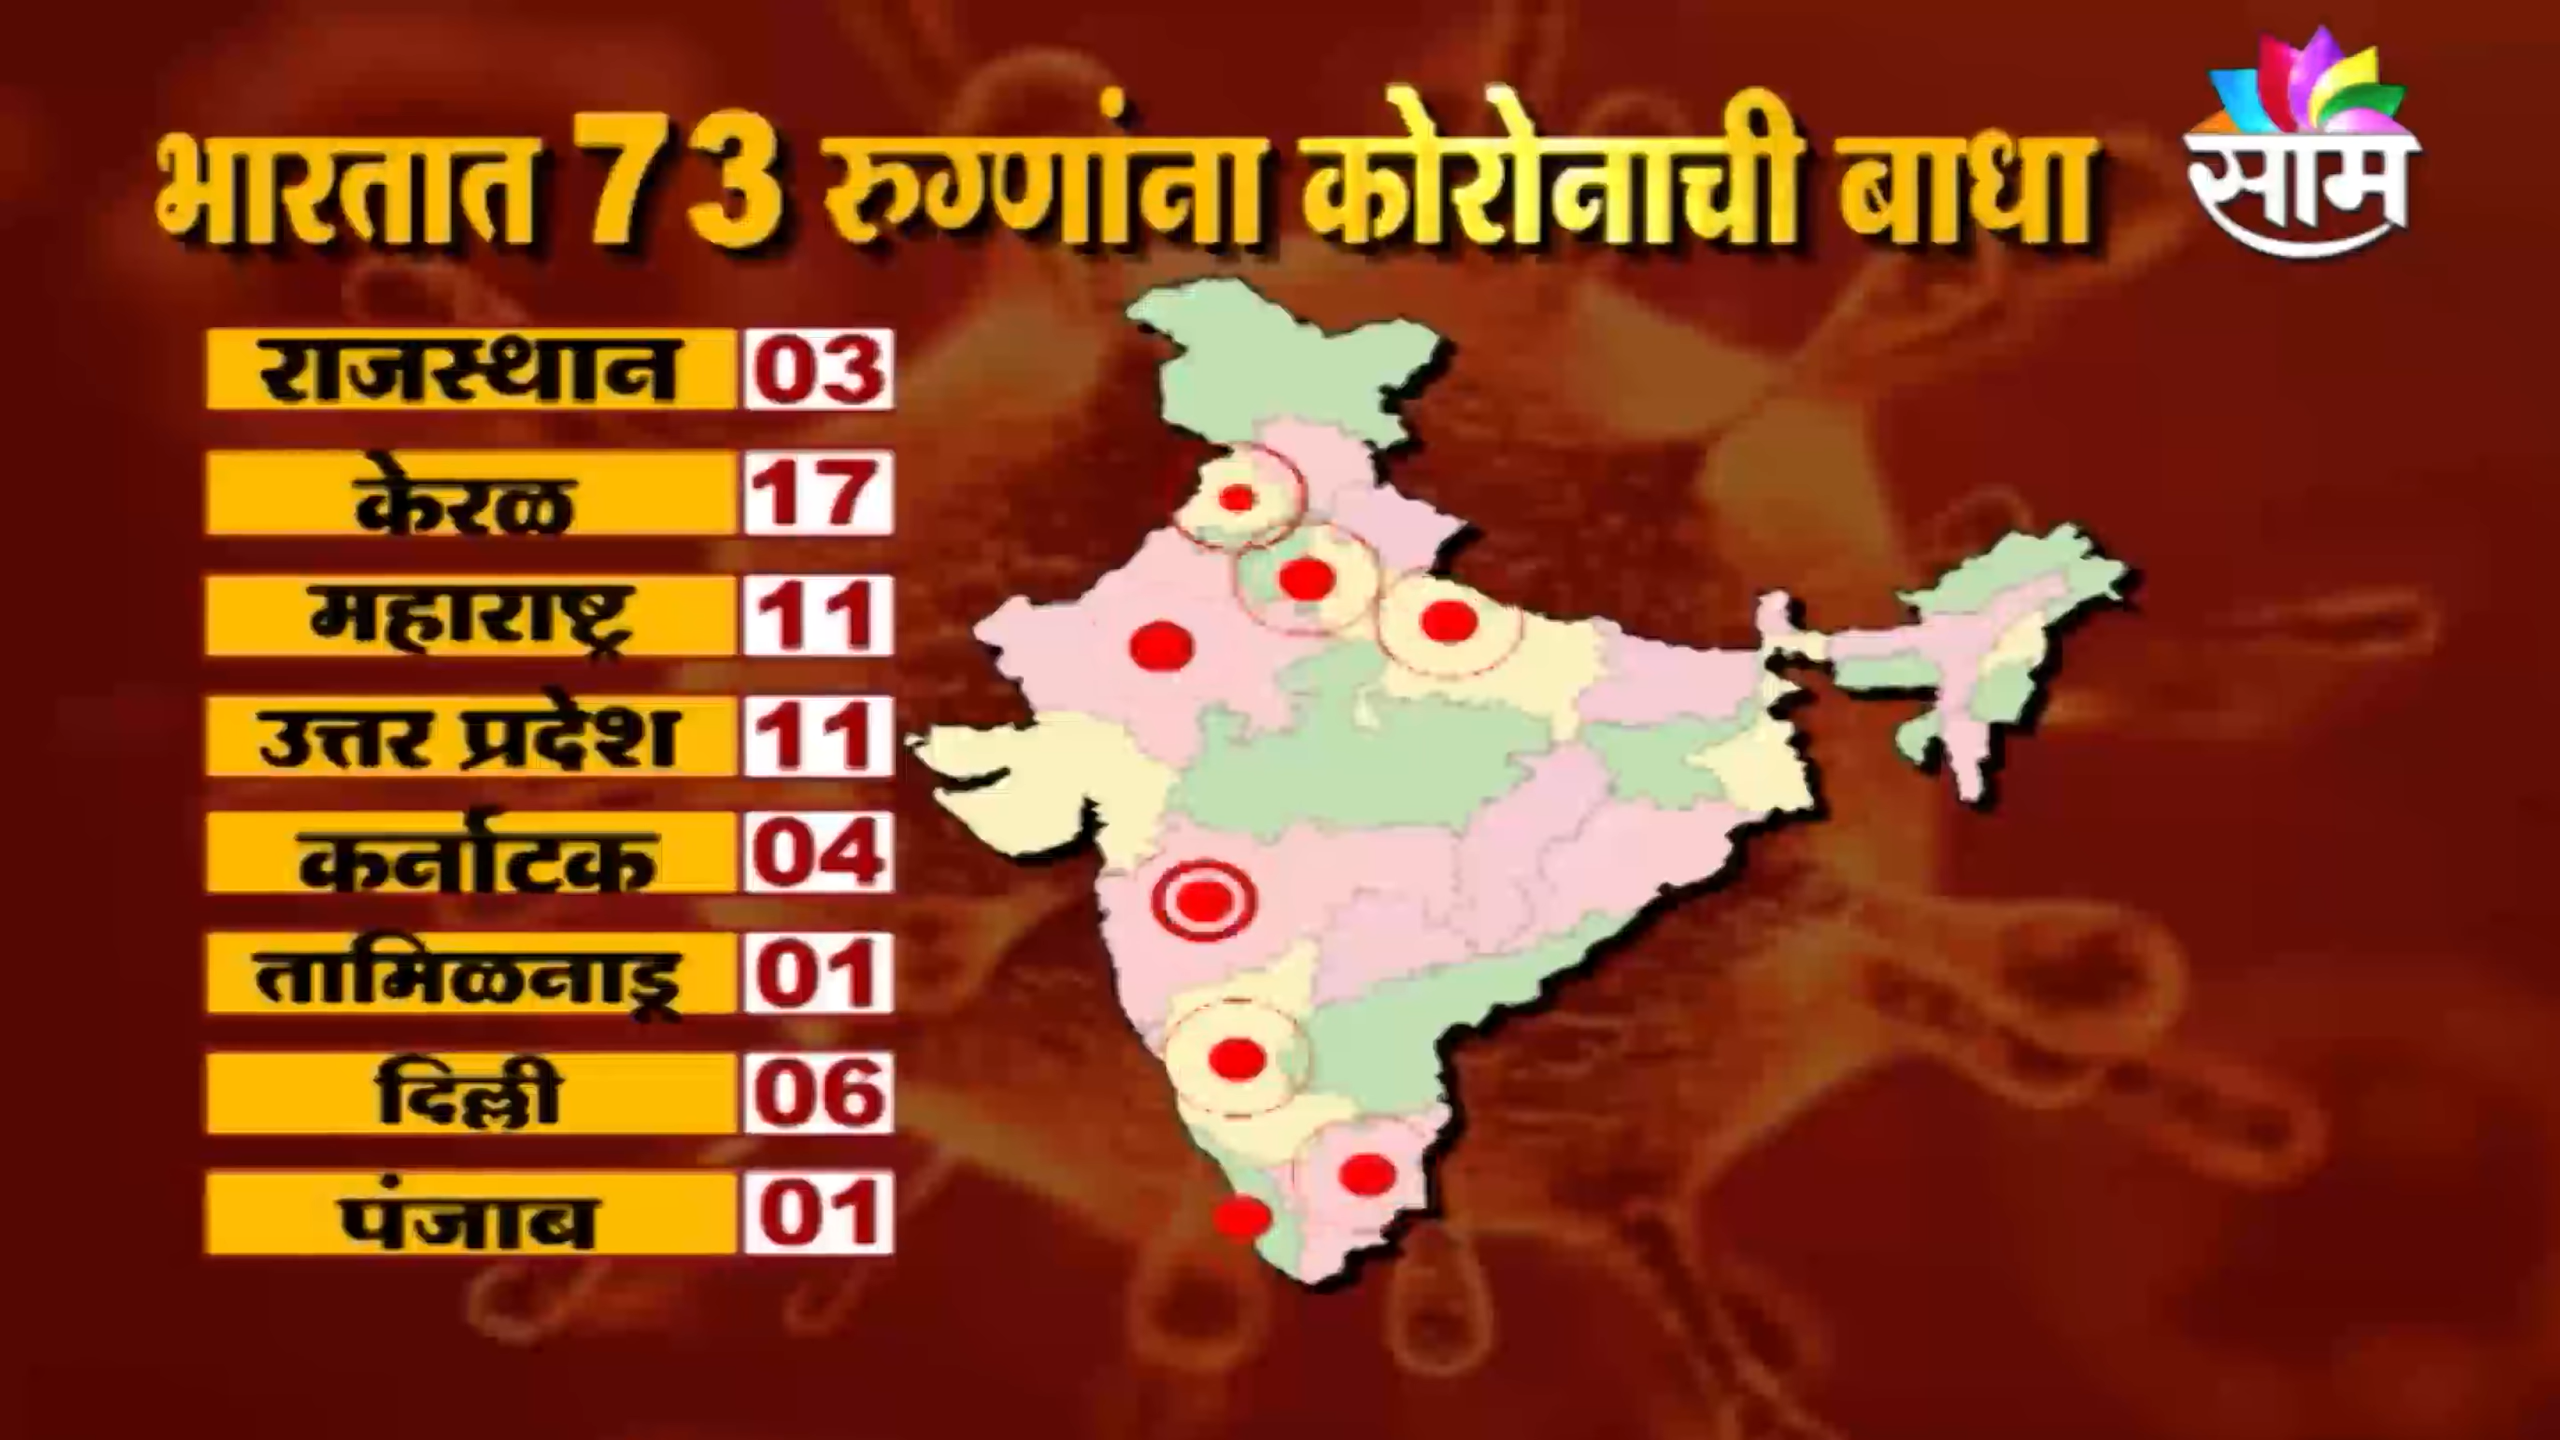 भारतात 73 रुग्णांना कोरोनाची बाधा
साम
राजस्थान 03
केरळ 17
महाराष्ट्र 11
उत्तर प्रदेश 11
कर्नाटक 04
तामिळनाडू 01
दिल्ली 06
पंजाब 01